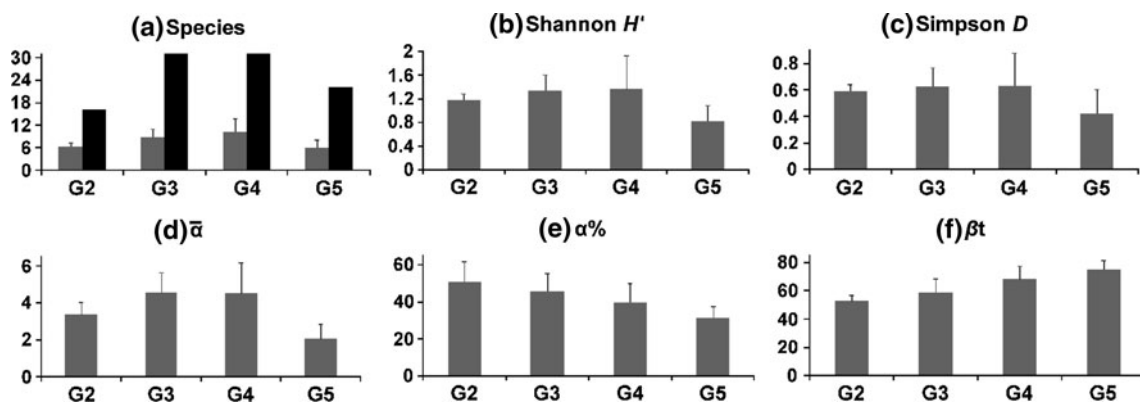 (a) Species
30
24
18
12
6
0
G2 G3 G4 G5
(b) Shannon H'
2
1.6
1.2
0.8
0.4
0
G2 G3 G4 G5
(c) Simpson D
0.8
0.6
0.4
0.2
0
G2 G3 G4 G5
(d) ᾱ
6
4
2
0
G2 G3 G4 G5
(e) α%
60
40
20
0
G2 G3 G4 G5
(f) βt
80
60
40
20
0
G2 G3 G4 G5